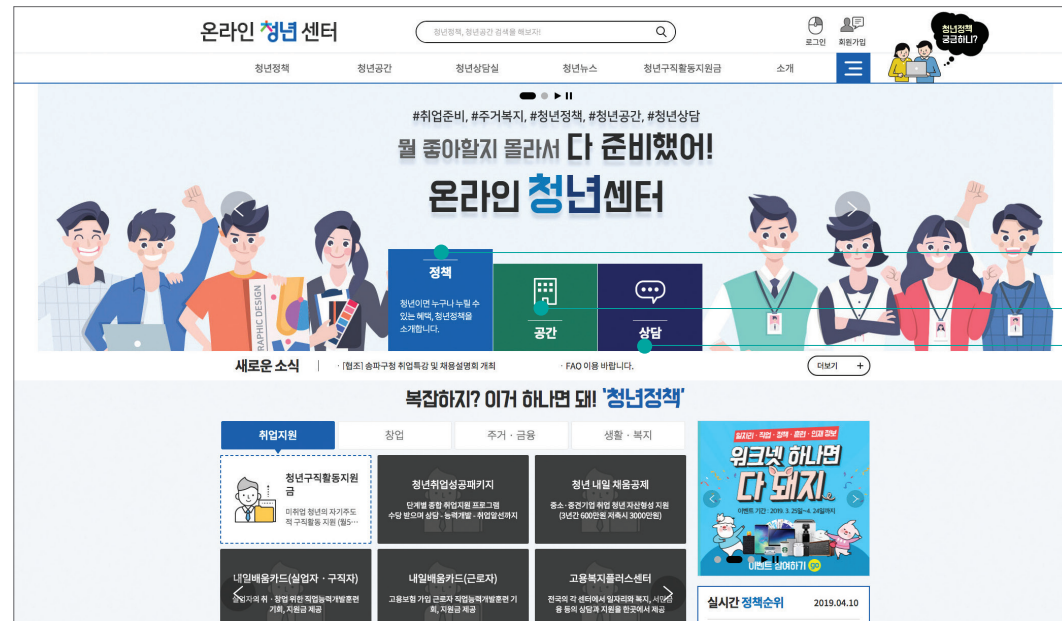 온라인 청년 센터
청년정책, 청년공간 검색을 해보자!
로그인
회원가입
청년정책
궁금하니?
청년정책
청년공간
청년상담실
청년뉴스
청년구직활동지원금
소개
#취업준비, #주거복지, #청년정책, #청년공간, #청년상담
뭘 좋아할지 몰라서 다 준비했어!
온라인 청년센터
정책
청년이면 누구나 누릴 수
있는 혜택, 청년정책을
소개합니다.
공간
상담
GRAPHIC DESIGN
새로운 소식
· [협조] 송파구청 취업특강 및 채용설명회 개최
· FAQ 이용 바랍니다.
더보기 +
복잡하지? 이거 하나면 돼! '청년정책'
취업지원
창업
주거 · 금융
생활 · 복지
청년구직활동지원
금
미취업 청년의 자기주도
적 구직활동 지원 (월5…
청년취업성공패키지
단계별 종합 취업지원 프로그램
수당 받으며 상담 - 능력개발 - 취업알선까지
청년 내일 채움공제
중소 · 중견기업 취업 청년 자산형성 지원
(3년간 600만원 저축시 3000만원)
내일배움카드(실업자 · 구직자)
실업자의 취 · 창업 위한 직업능력개발훈련
기회, 지원금 제공
내일배움카드(근로자)
고용보험 가입 근로자 직업능력개발훈련 기
회, 지원금 제공
고용복지플러스센터
전국의 각 센터에서 일자리와 복지, 서민금
융 등의 상담과 지원을 한곳에서 제공
일자리 · 직업 · 정책 · 훈련 · 인재 정보
워크넷 하나면
다 돼지
이벤트 기간 : 2019. 3. 25일~4. 24일까지
이벤트 참여하기 go
실시간 정책순위
2019.04.10